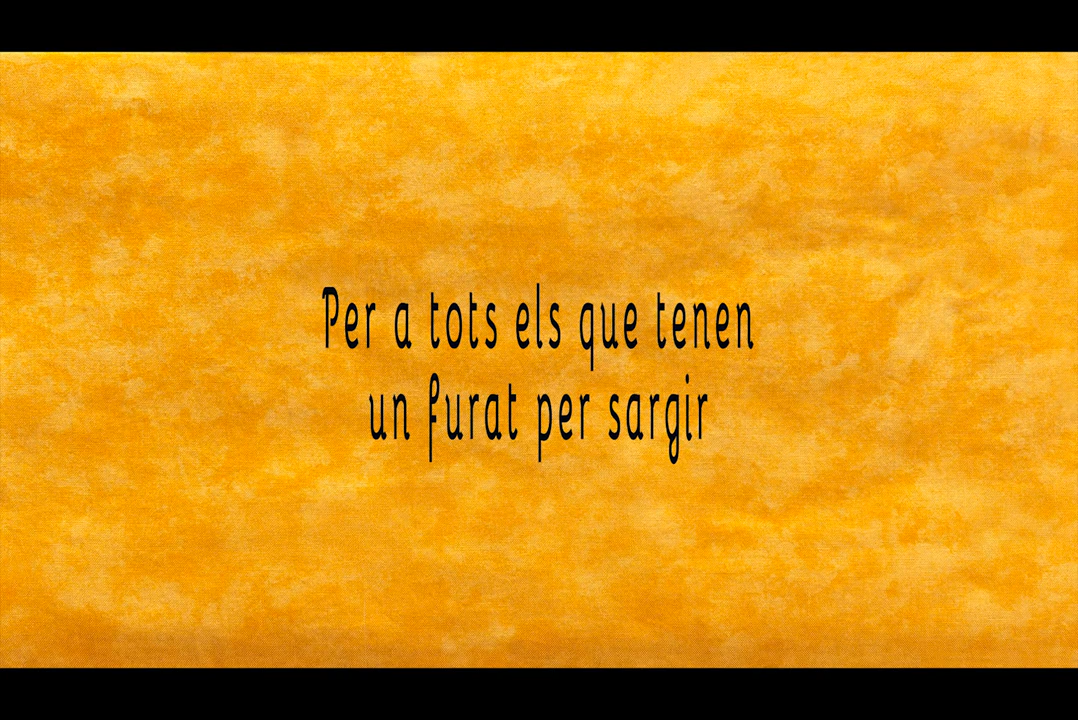 Per a tots els que tenen
un furat per sargir